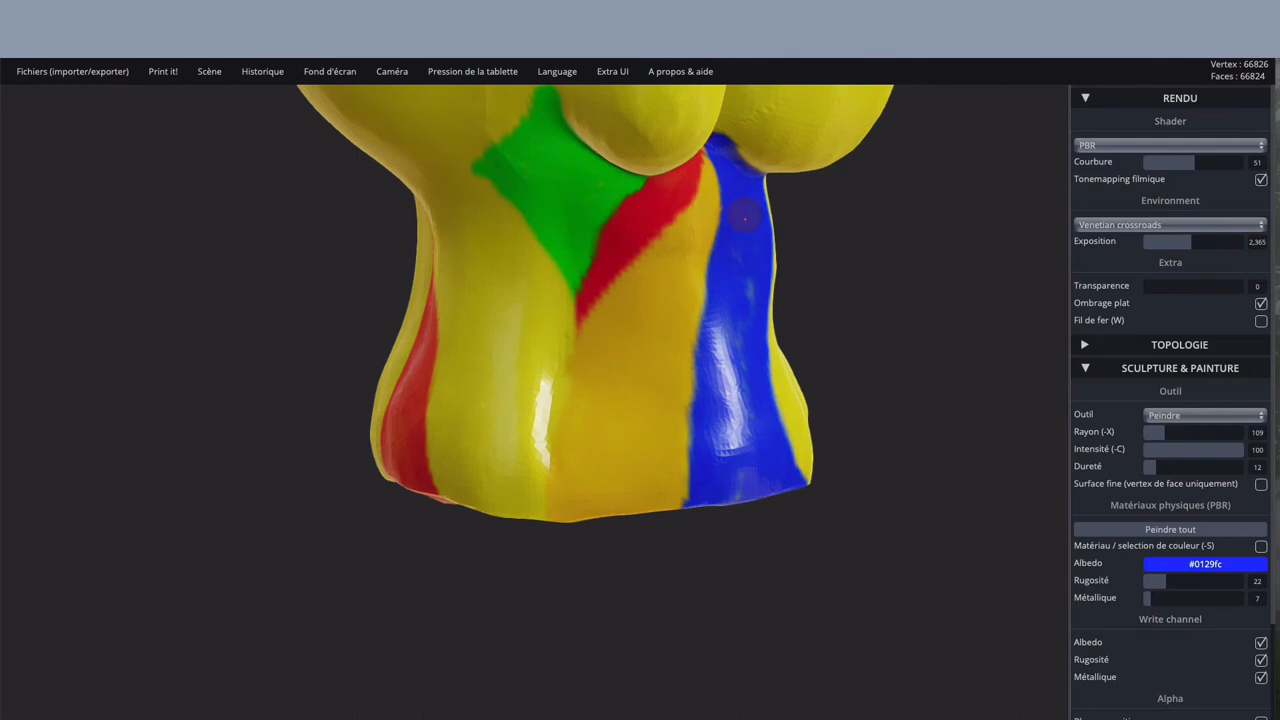 Fichiers (importer/exporter) Print it! Scène Historique Fond d'écran Caméra Pression de la tablette Language Extra UI A propos & aide
Vertex : 66826
Faces : 66824
RENDU
Shader
PBR
Courbure 51
Tonemapping filmique
Environment
Venetian crossroads
Exposition 2,365
Extra
Transparence 0
Ombrage plat
Fil de fer (W)
TOPOLOGIE
SCULPTURE & PAINTURE
Outil
Outil Peindre
Rayon (-X) 109
Intensité (-C) 100
Dureté 12
Surface fine (vertex de face uniquement)
Matériaux physiques (PBR)
Peindre tout
Matériau / selection de couleur (-S)
Albedo #0129fc
Rugosité 22
Métallique 7
Write channel
Albedo
Rugosité
Métallique
Alpha